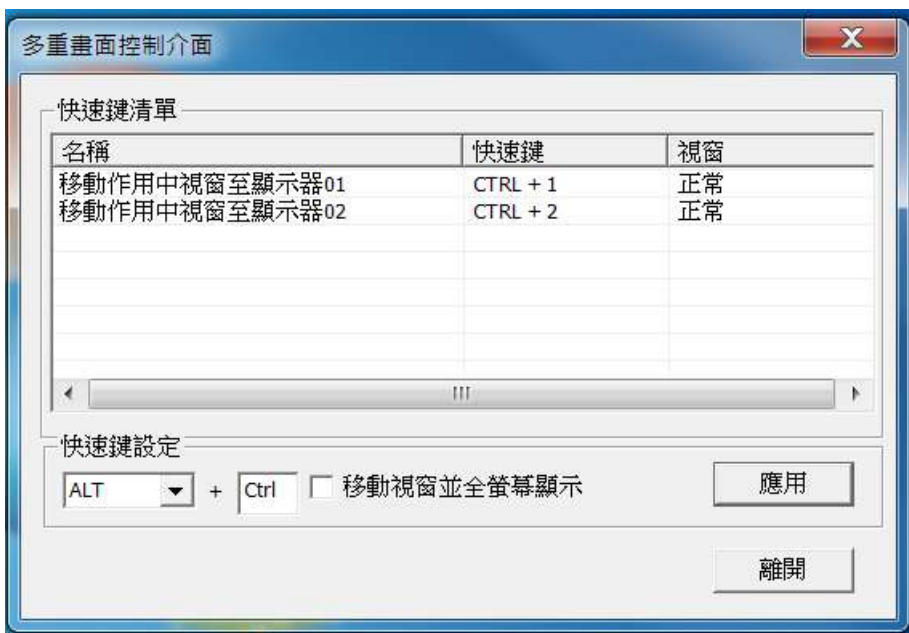 多重畫面控制介面
快速鍵清單
名稱 快速鍵 視窗
移動作用中視窗至顯示器01 CTRL + 1 正常
移動作用中視窗至顯示器02 CTRL + 2 正常
快速鍵設定
ALT + Ctrl 移動視窗並全螢幕顯示 應用
離開